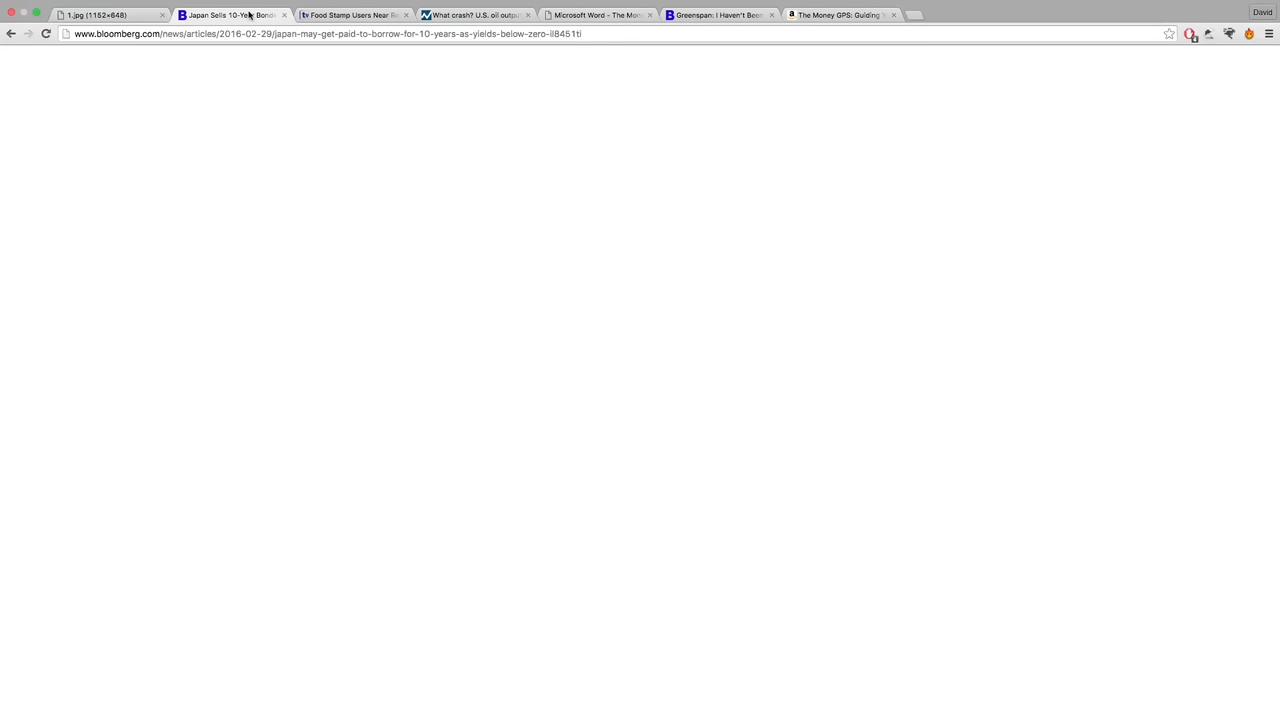 1.jpg (1152×648)
Japan Sells 10-Year Bonds
Food Stamp Users Near Re
What crash? U.S. oil outpu
Microsoft Word - The Mon
Greenspan: I Haven't Been
The Money GPS: Guiding Y
David
www.bloomberg.com/news/articles/2016-02-29/japan-may-get-paid-to-borrow-for-10-years-as-yields-below-zero-il8451ti